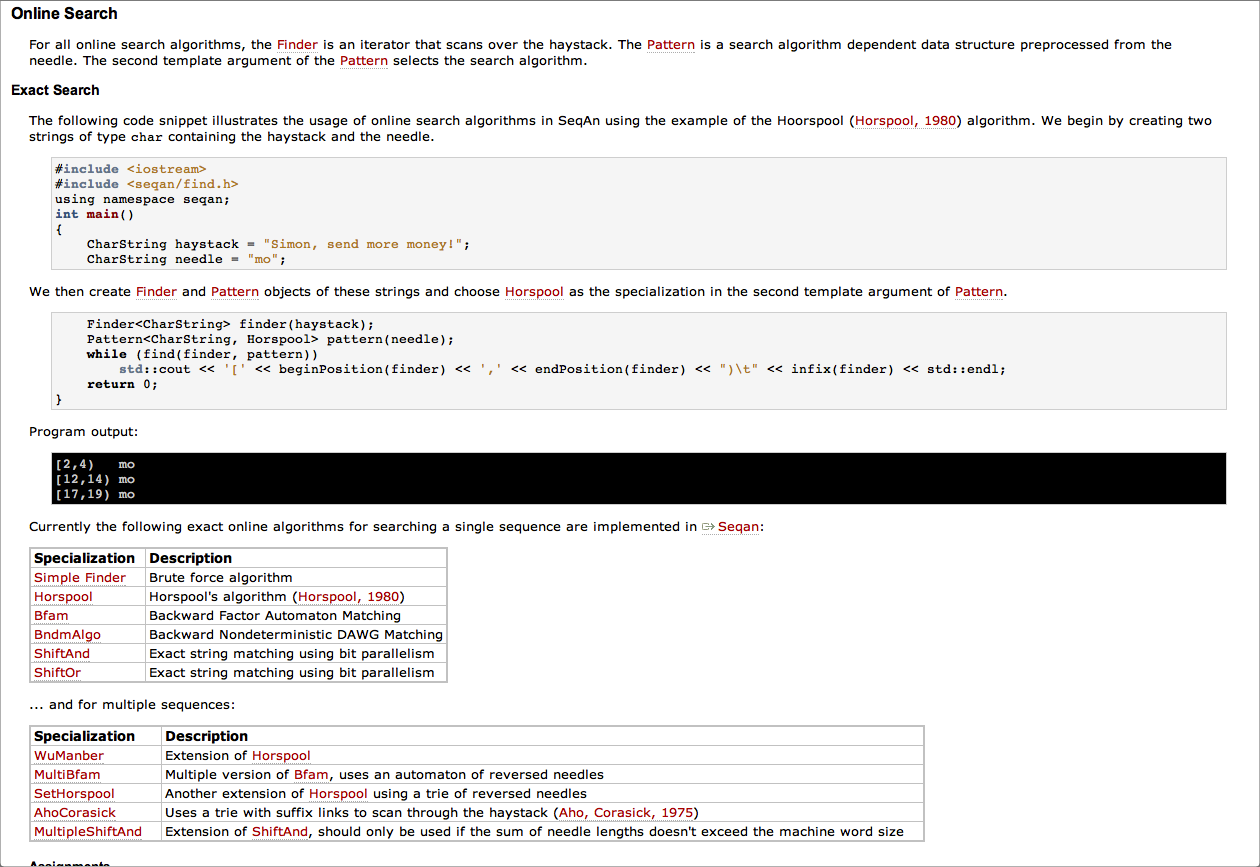 Online Search
For all online search algorithms, the Finder is an iterator that scans over the haystack. The Pattern is a search algorithm dependent data structure preprocessed from the
needle. The second template argument of the Pattern selects the search algorithm.
Exact Search
The following code snippet illustrates the usage of online search algorithms in SeqAn using the example of the Hoorspool (Horspool, 1980) algorithm. We begin by creating two
strings of type char containing the haystack and the needle.
#include <iostream>
#include <seqan/find.h>
using namespace seqan;
int main()
{
    CharString haystack = "Simon, send more money!";
    CharString needle = "mo";
We then create Finder and Pattern objects of these strings and choose Horspool as the specialization in the second template argument of Pattern.
    Finder<CharString> finder(haystack);
    Pattern<CharString, Horspool> pattern(needle);
    while (find(finder, pattern))
        std::cout << '[' << beginPosition(finder) << ',' << endPosition(finder) << ")\t" << infix(finder) << std::endl;
    return 0;
}
Program output:
[2,4)   mo
[12,14) mo
[17,19) mo
Currently the following exact online algorithms for searching a single sequence are implemented in Seqan:
Specialization Description
Simple Finder Brute force algorithm
Horspool Horspool's algorithm (Horspool, 1980)
Bfam Backward Factor Automaton Matching
BndmAlgo Backward Nondeterministic DAWG Matching
ShiftAnd Exact string matching using bit parallelism
ShiftOr Exact string matching using bit parallelism
... and for multiple sequences:
Specialization Description
WuManber Extension of Horspool
MultiBfam Multiple version of Bfam, uses an automaton of reversed needles
SetHorspool Another extension of Horspool using a trie of reversed needles
AhoCorasick Uses a trie with suffix links to scan through the haystack (Aho, Corasick, 1975)
MultipleShiftAnd Extension of ShiftAnd, should only be used if the sum of needle lengths doesn't exceed the machine word size
Assignments